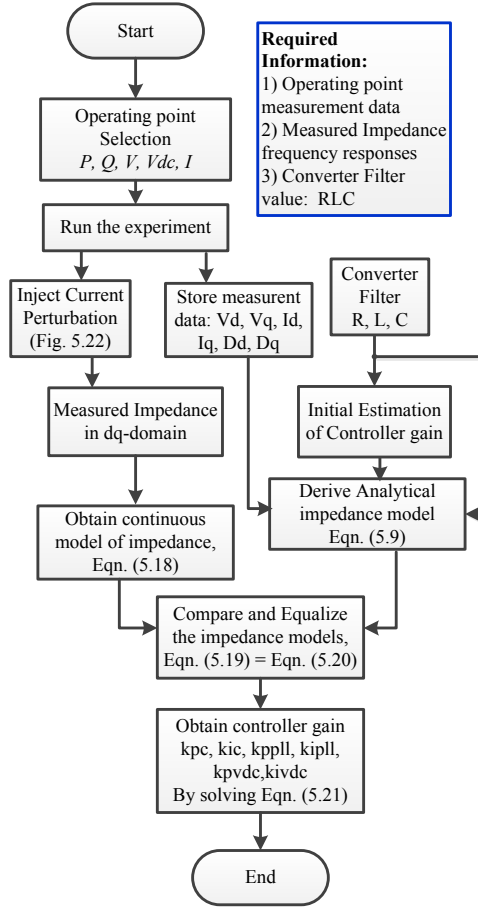 Start
Required
Information:
1) Operating point
measurement data
2) Measured Impedance
frequency responses
3) Converter Filter
value: RLC
Operating point
Selection
P, Q, V, Vdc, I
Run the experiment
Inject Current
Perturbation
(Fig. 5.22)
Store measurent
data: Vd, Vq, Id,
Iq, Dd, Dq
Converter
Filter
R, L, C
Measured Impedance
in dq-domain
Initial Estimation
of Controller gain
Obtain continuous
model of impedance,
Eqn. (5.18)
Derive Analytical
impedance model
Eqn. (5.9)
Compare and Equalize
the impedance models,
Eqn. (5.19) = Eqn. (5.20)
Obtain controller gain
kpc, kic, kppll, kipll,
kpvdc,kivdc
By solving Eqn. (5.21)
End